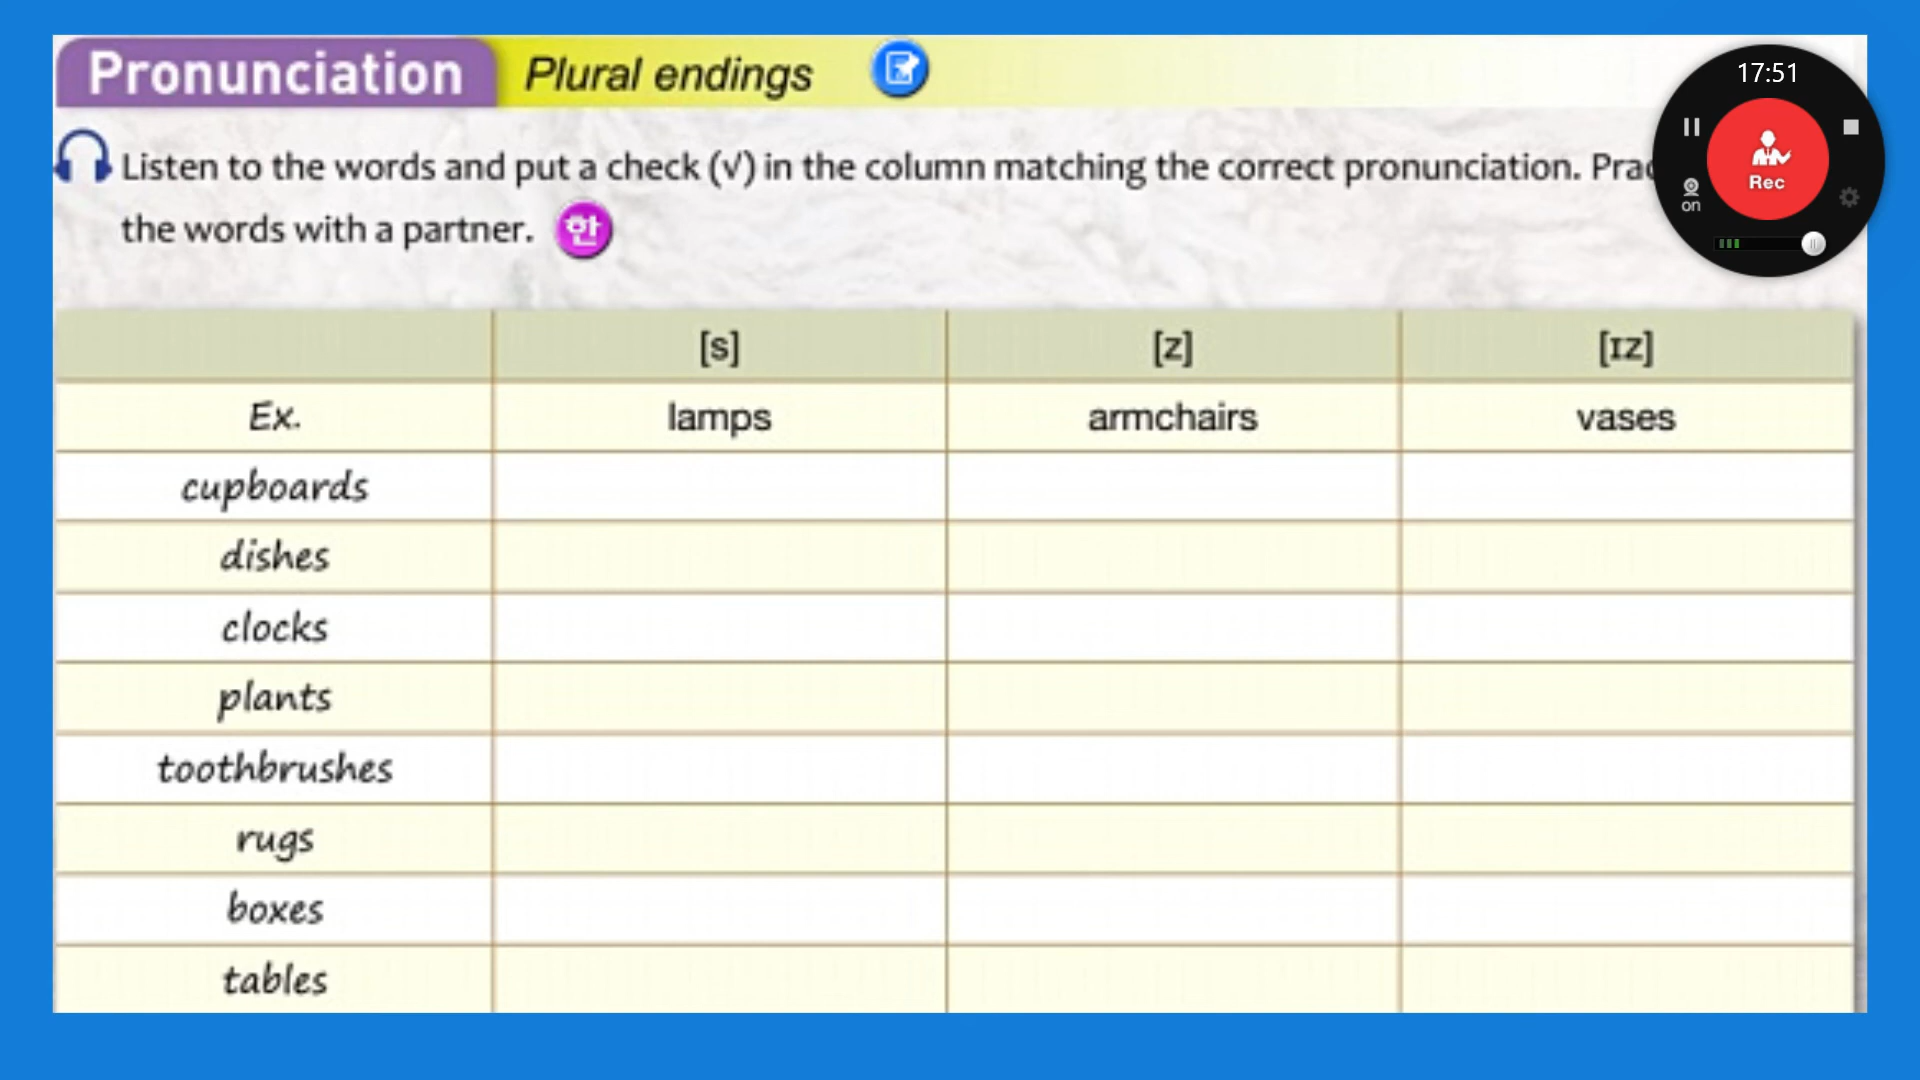 Pronunciation Plural endings
Listen to the words and put a check (√) in the column matching the correct pronunciation.
the words with a partner. 한
17:51
Rec
on
[s] [z] [ɪz]
Ex. lamps armchairs vases
cupboards
dishes
clocks
plants
toothbrushes
rugs
boxes
tables